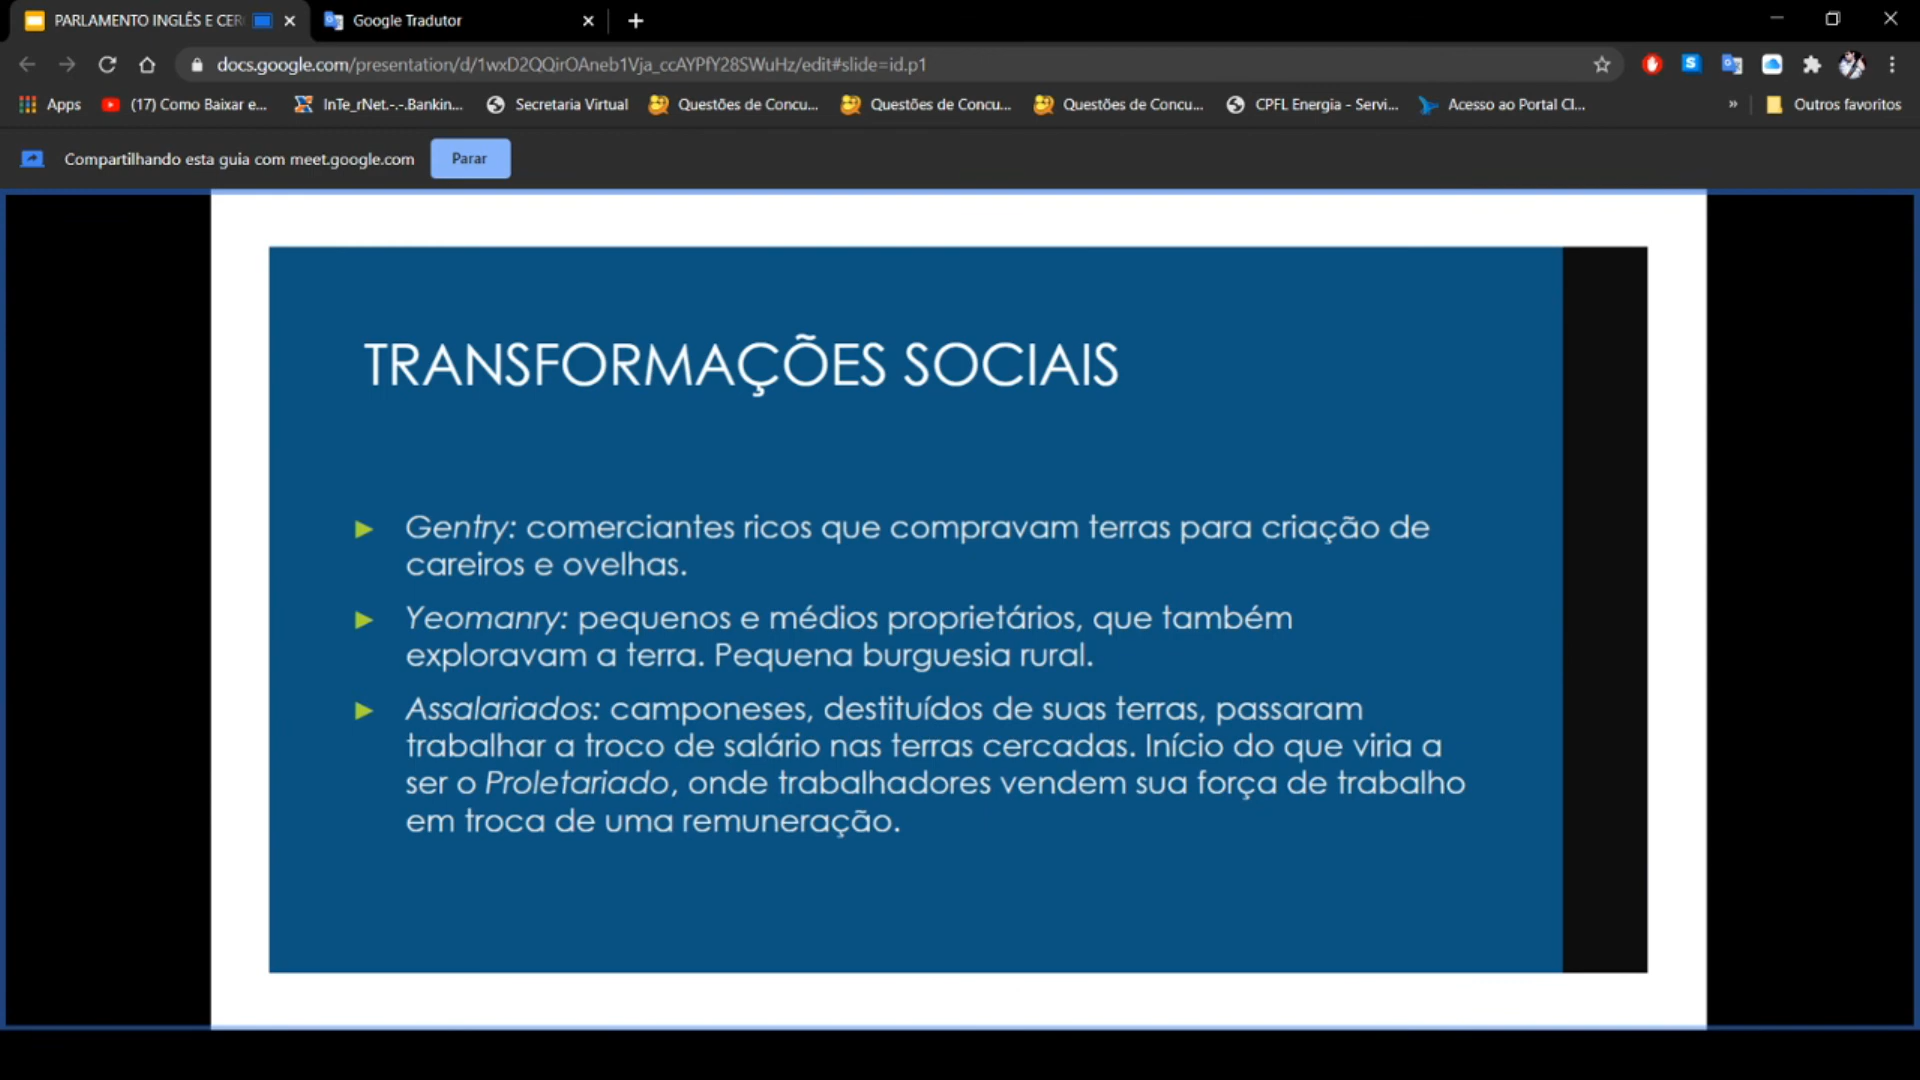 PARLAMENTO INGLÊS E CER
Google Tradutor
docs.google.com/presentation/d/1wxD2QQirOAneb1Vja_ccAYPfY28SWuHz/edit#slide=id.p1
Apps
(17) Como Baixar e...
InTe_rNet.-.-.Bankin...
Secretaria Virtual
Questões de Concu...
Questões de Concu...
Questões de Concu...
CPFL Energia - Servi...
Acesso ao Portal Cl...
»
Outros favoritos
Compartilhando esta guia com meet.google.com
Parar
TRANSFORMAÇÕES SOCIAIS
Gentry: comerciantes ricos que compravam terras para criação de
careiros e ovelhas.
Yeomanry: pequenos e médios proprietários, que também
exploravam a terra. Pequena burguesia rural.
Assalariados: camponeses, destituídos de suas terras, passaram
trabalhar a troco de salário nas terras cercadas. Início do que viria a
ser o Proletariado, onde trabalhadores vendem sua força de trabalho
em troca de uma remuneração.